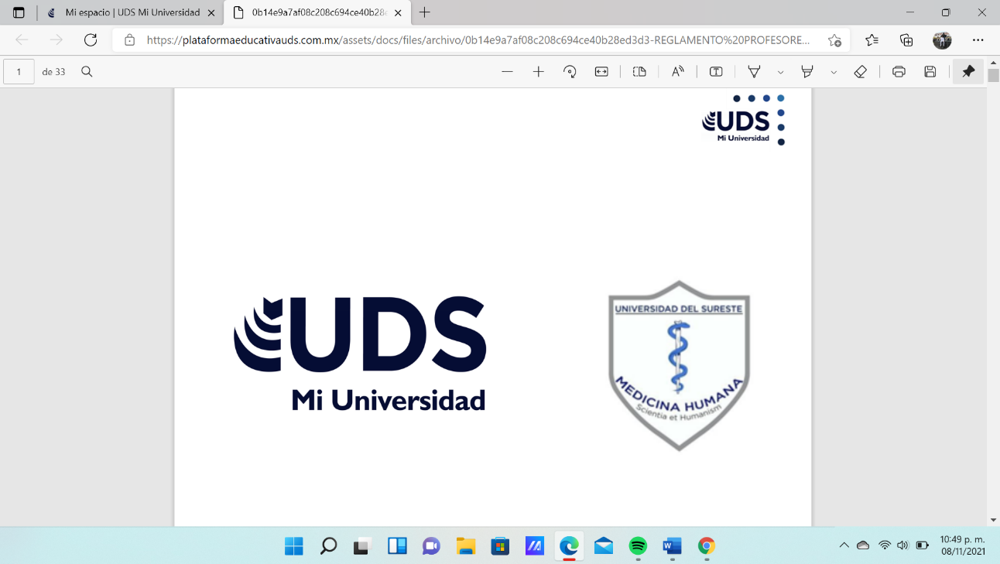 Mi espacio | UDS Mi Universidad
0b14e9a7af08c208c694ce40b28e
https://plataformaeducativauds.com.mx/assets/docs/files/archivo/0b14e9a7af08c208c694ce40b28ed3d3-REGLAMENTO%20PROFESORE...
1 de 33
UDS
Mi Universidad
UDS
Mi Universidad
UNIVERSIDAD DEL SURESTE
MEDICINA HUMANA
Scientia et Humanism
10:49 p. m.
08/11/2021